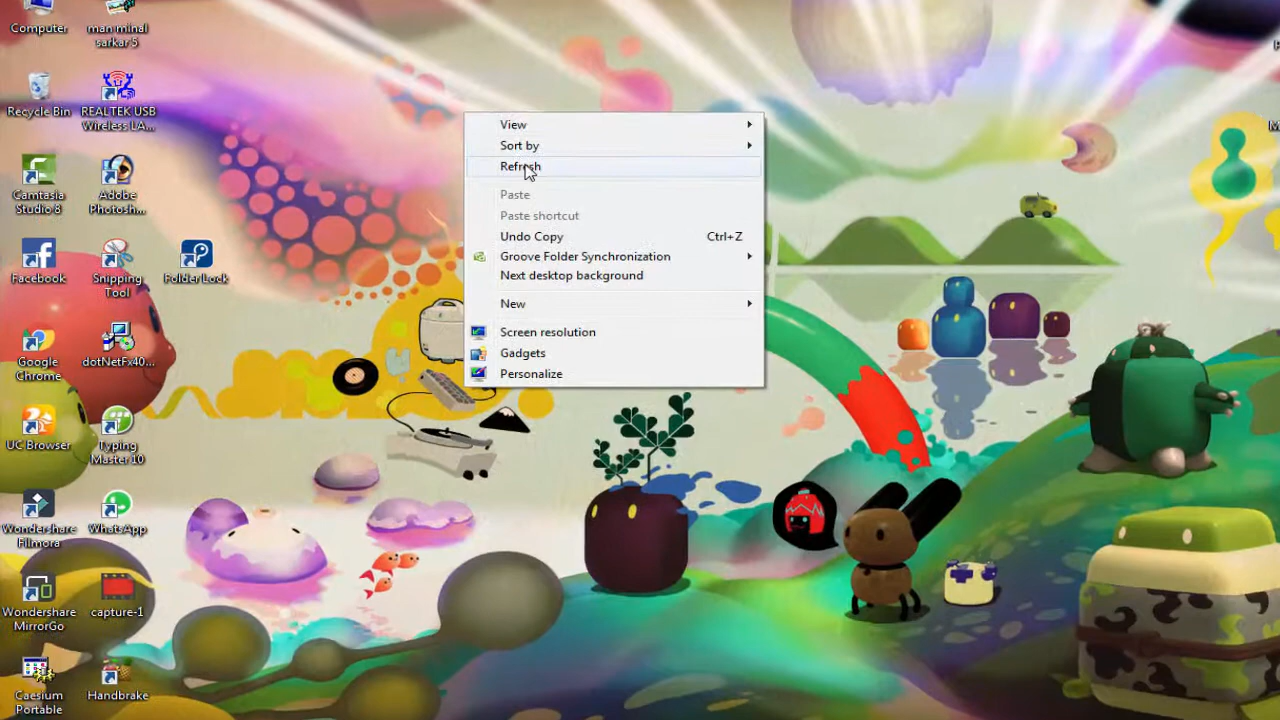 Computer
man minal
sarkar 5
Recycle Bin
REALTEK USB
Wireless LA...
Camtasia
Studio 8
Adobe
Photosh...
Facebook
Snipping
Tool
Folder Lock
Google
Chrome
dotNetFx40...
UC Browser
Typing
Master 10
Wondershare
Filmora
WhatsApp
Wondershare
MirrorGo
capture-1
Caesium
Portable
Handbrake
View
Sort by
Refresh
Paste
Paste shortcut
Undo Copy Ctrl+Z
Groove Folder Synchronization
Next desktop background
New
Screen resolution
Gadgets
Personalize